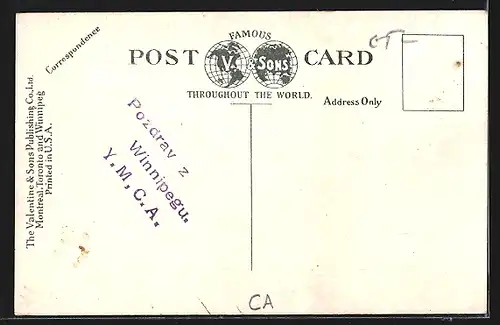 FAMOUS
POST CARD
V. & SONS
THROUGHOUT THE WORLD.
Correspondence
Address Only
The Valentine & Sons Publishing Co., Ltd.
Montreal, Toronto and Winnipeg
Printed in U.S.A.
Pozdrav z
Winnipegu.
Y.M.C.A.
CA